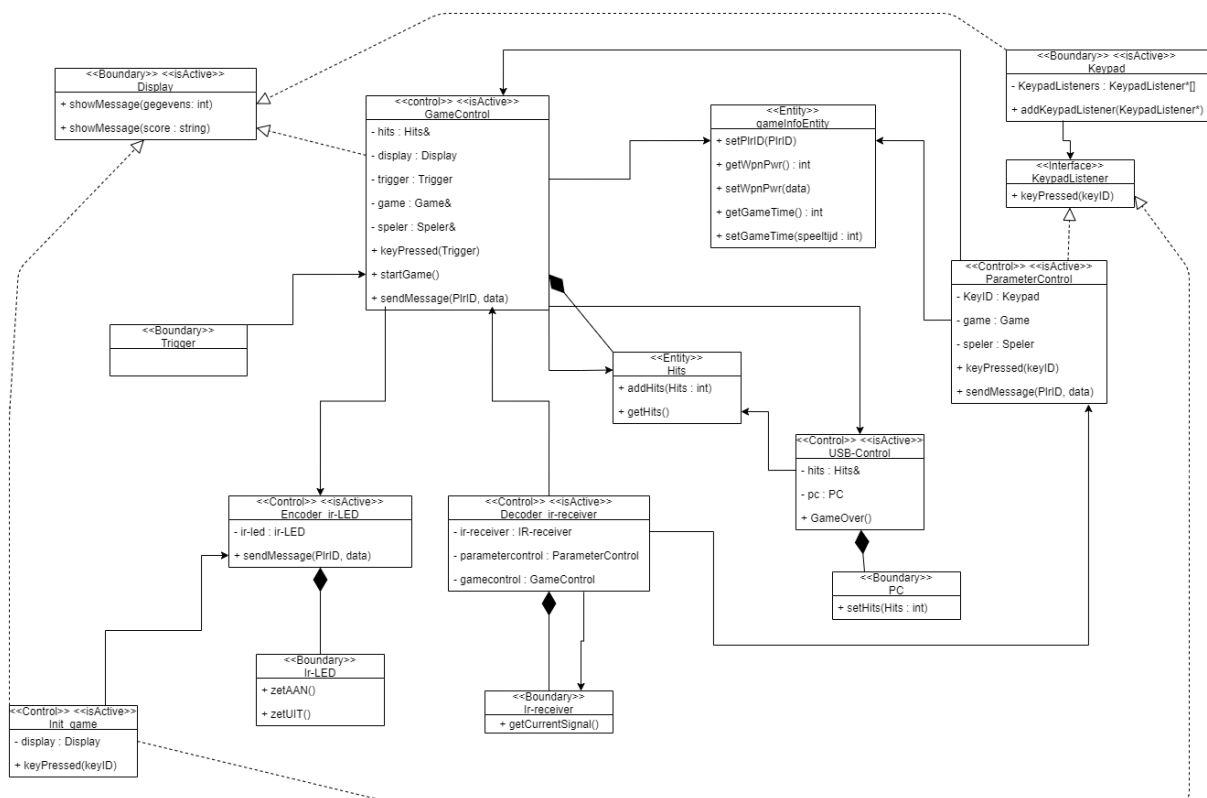 <<Boundary>> <<isActive>>
Display
+ showMessage(gegevens: int)
+ showMessage(score : string)
<<control>> <<isActive>>
GameControl
- hits : Hits&
- display : Display
- trigger : Trigger
- game : Game&
- speler : Speler&
+ keyPressed(Trigger)
+ startGame()
+ sendMessage(PlrID, data)
<<Entity>>
gameInfoEntity
+ setPlrID(PlrID)
+ getWpnPwr() : int
+ setWpnPwr(data)
+ getGameTime() : int
+ setGameTime(speeltijd : int)
<<Boundary>> <<isActive>>
Keypad
- KeypadListeners : KeypadListener*[]
+ addKeypadListener(KeypadListener*)
<<Interface>>
KeypadListener
+ keyPressed(keyID)
<<Control>> <<isActive>>
ParameterControl
- KeyID : Keypad
- game : Game
- speler : Speler
+ keyPressed(keyID)
+ sendMessage(PlrID, data)
<<Boundary>>
Trigger
<<Entity>>
Hits
+ addHits(Hits : int)
+ getHits()
<<Control>> <<isActive>>
USB-Control
- hits : Hits&
- pc : PC
+ GameOver()
<<Control>> <<isActive>>
Encoder_ir-LED
- ir-led : ir-LED
+ sendMessage(PlrID, data)
<<Control>> <<isActive>>
Decoder_ir-receiver
- ir-receiver : IR-receiver
- parametercontrol : ParameterControl
- gamecontrol : GameControl
<<Boundary>>
PC
+ setHits(Hits : int)
<<Boundary>>
Ir-LED
+ zetAAN()
+ zetUIT()
<<Boundary>>
Ir-receiver
+ getCurrentSignal()
<<Control>> <<isActive>>
Init_game
- display : Display
+ keyPressed(keyID)